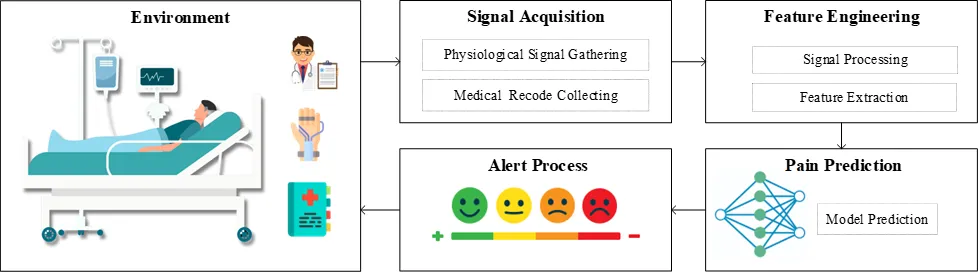 Environment
Signal Acquisition
Physiological Signal Gathering
Medical Recode Collecting
Feature Engineering
Signal Processing
Feature Extraction
Alert Process
+ −
Pain Prediction
Model Prediction